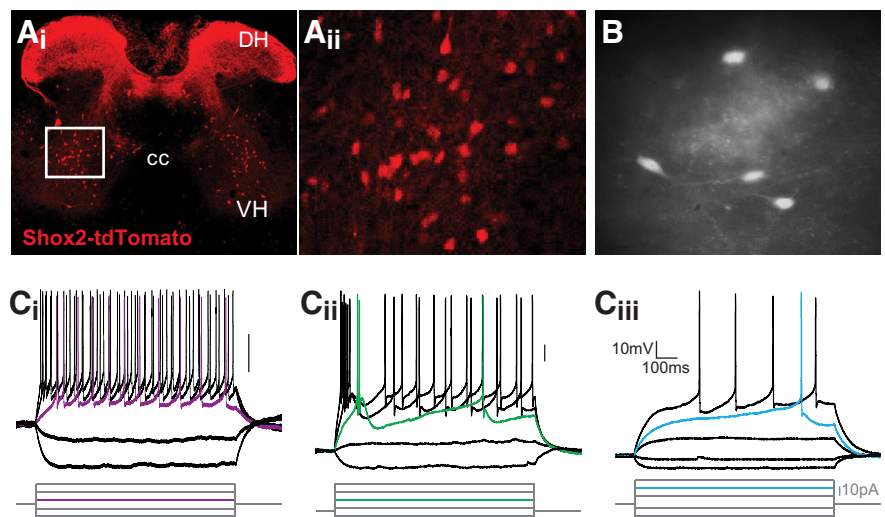 Ai
DH
cc
VH
Shox2-tdTomato
Aii
B
Ci
Cii
Ciii
10mV
100ms
10pA